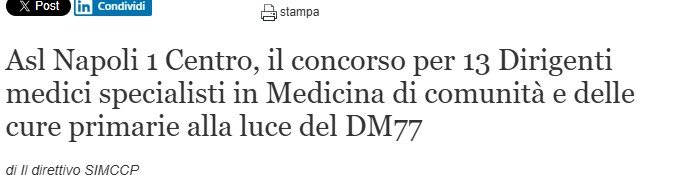 Post Condividi
stampa
Asl Napoli 1 Centro, il concorso per 13 Dirigenti
medici specialisti in Medicina di comunità e delle
cure primarie alla luce del DM77
di Il direttivo SIMCCP